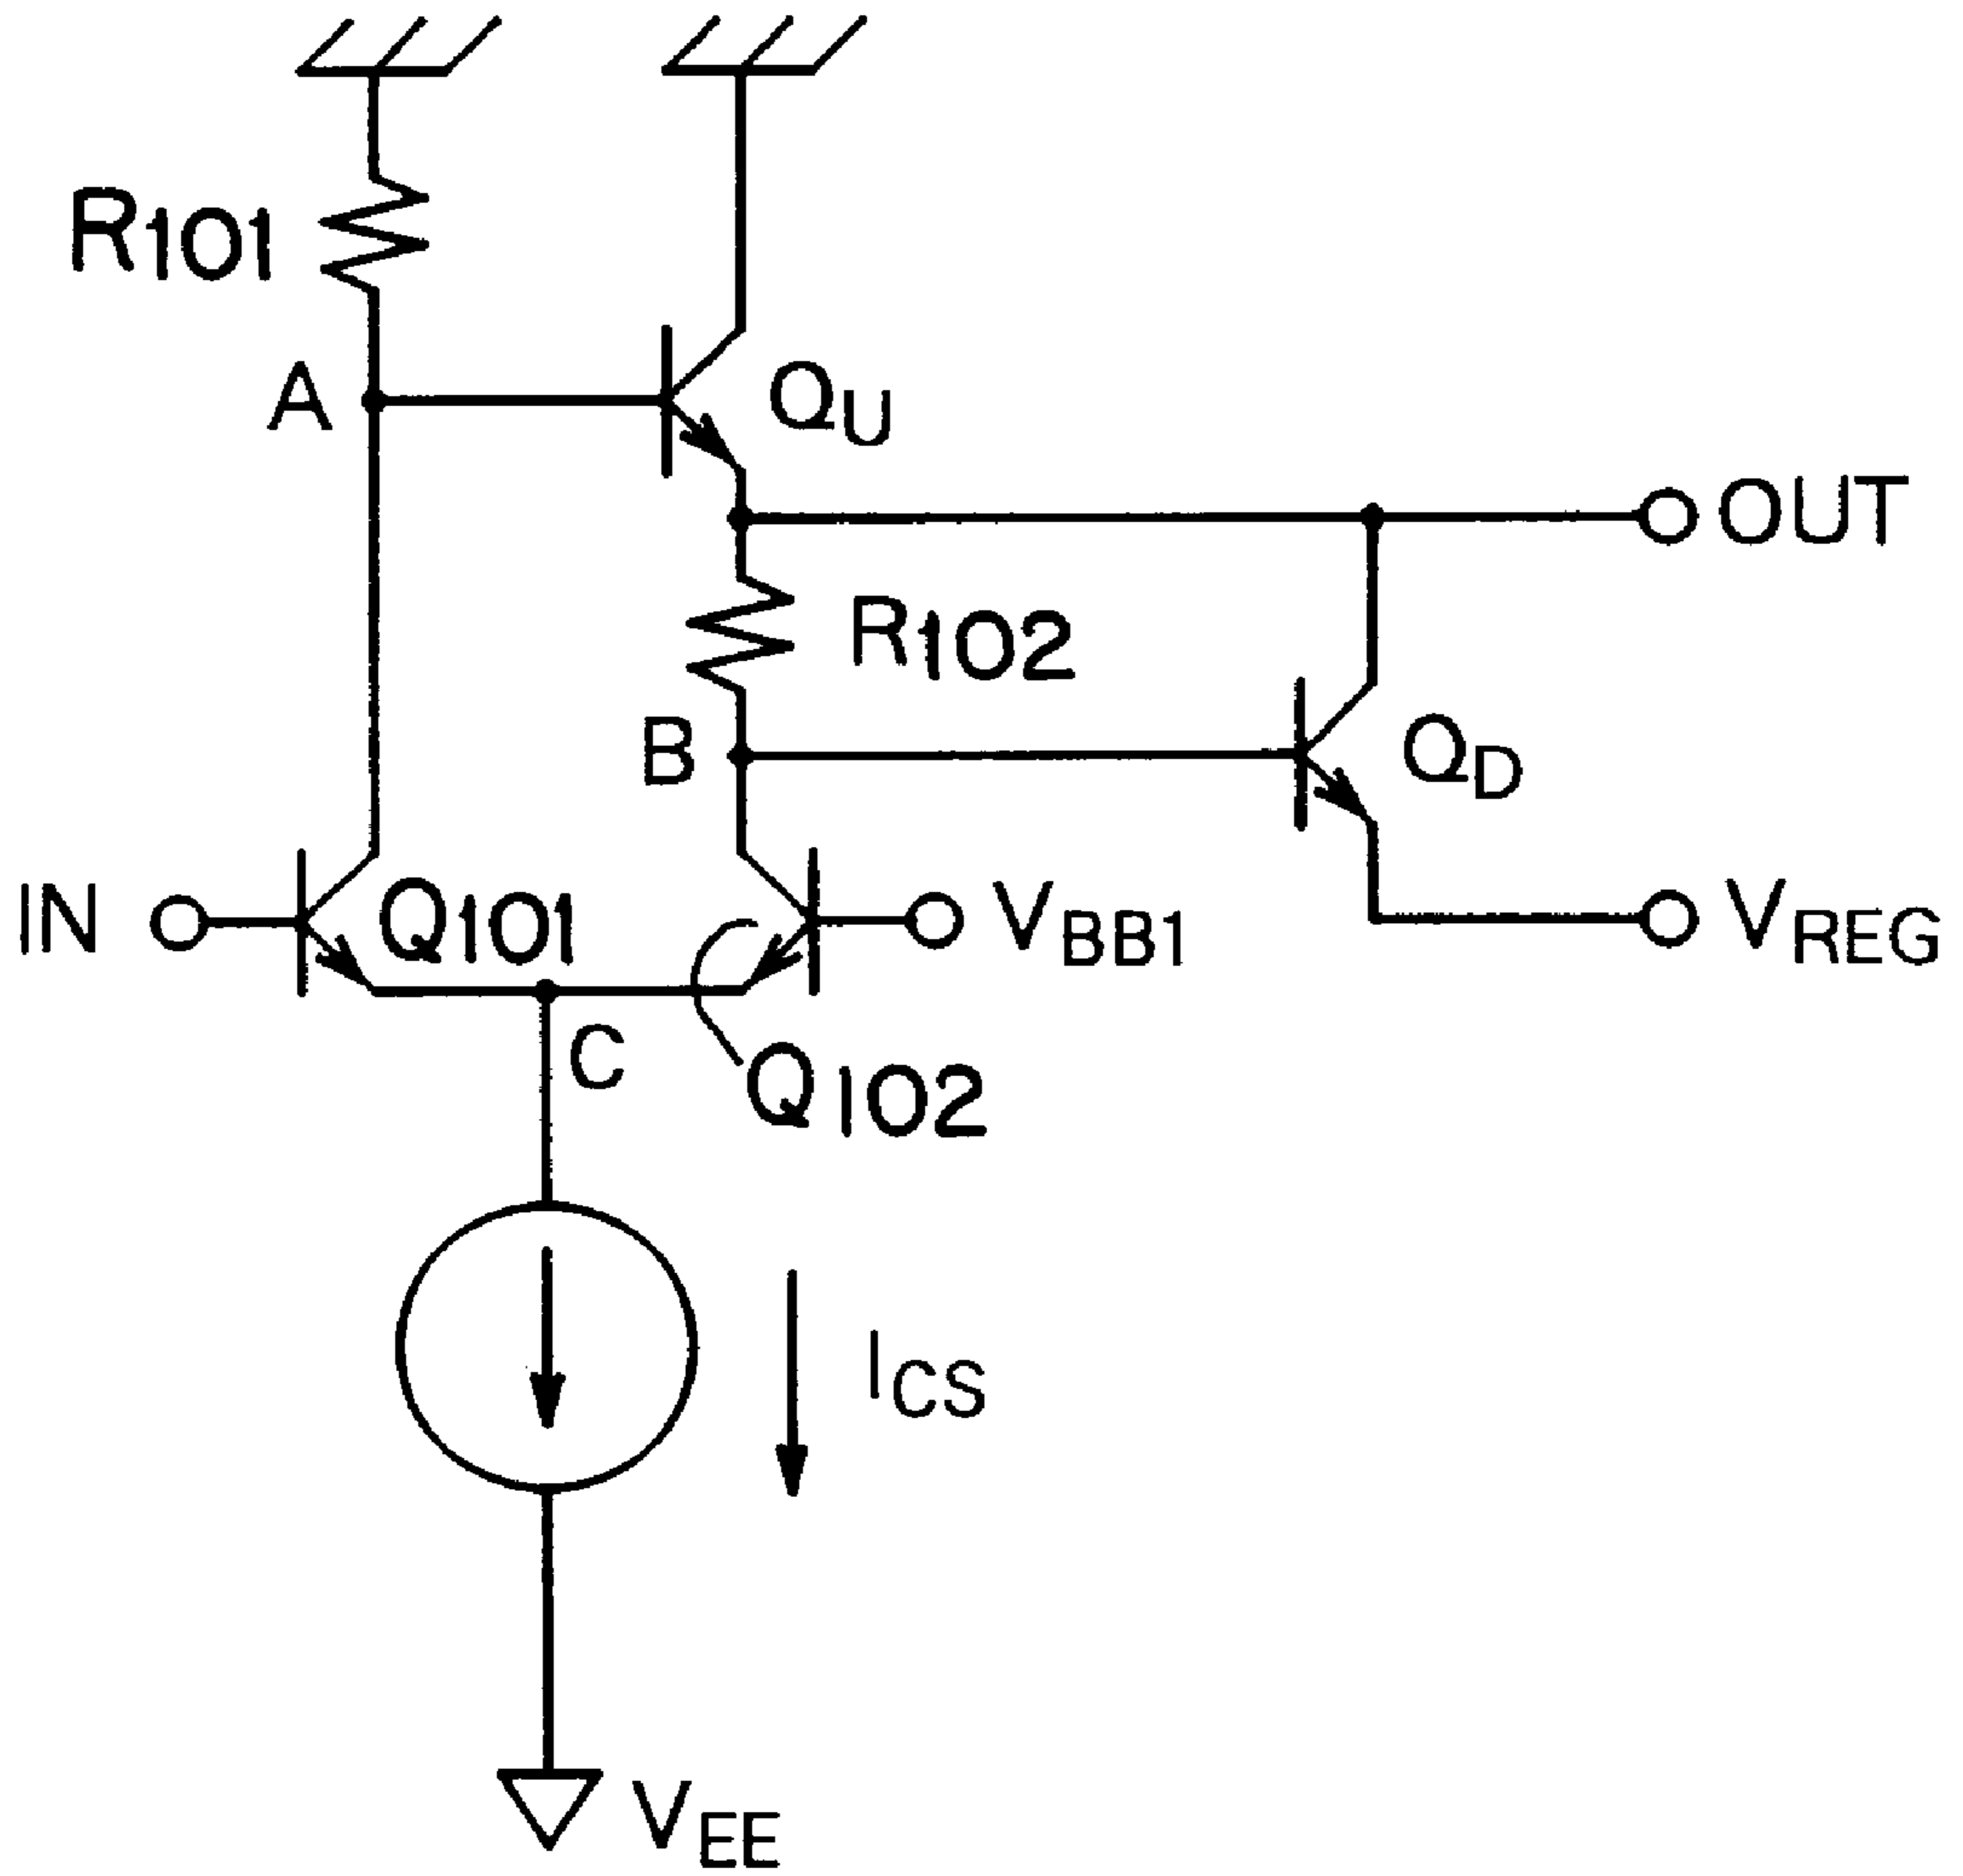 R101
A
QU
OUT
R102
B
QD
IN
Q101
VBB1
VREG
C
Q102
ICS
VEE